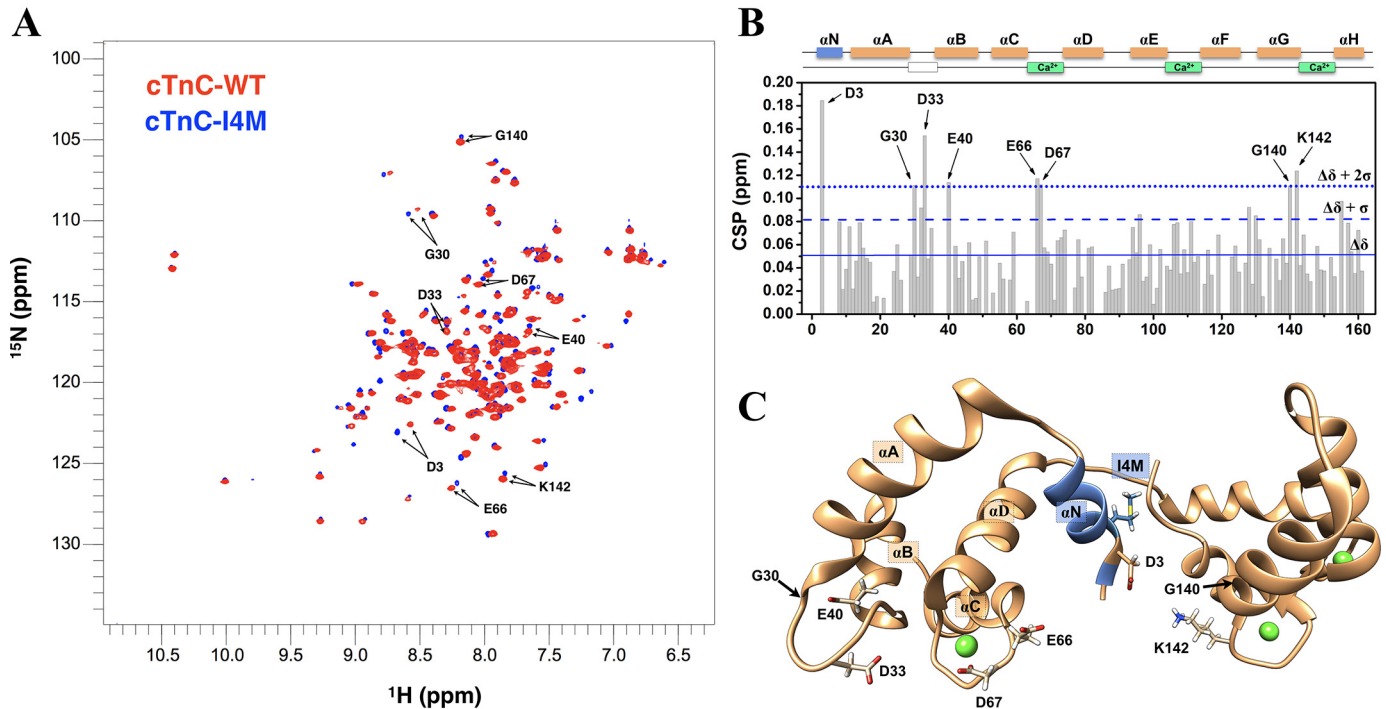 A
cTnC-WT
cTnC-I4M
100
105
110
115
120
125
130
¹⁵N (ppm)
10.5
10.0
9.5
9.0
8.5
8.0
7.5
7.0
6.5
¹H (ppm)
G140
G30
D67
D33
E40
D3
K142
E66
B
αN αA αB αC αD αE αF αG αH
Ca²⁺ Ca²⁺ Ca²⁺
0.20
0.18
0.16
0.14
0.12
0.10
0.08
0.06
0.04
0.02
0.00
CSP (ppm)
D3
D33
G30
E40
E66
D67
G140
K142
Δδ + 2σ
Δδ + σ
Δδ
0 20 40 60 80 100 120 140 160
C
αA
I4M
αD
αN
αB
D3
G30
E40
αC
G140
E66
K142
D33
D67